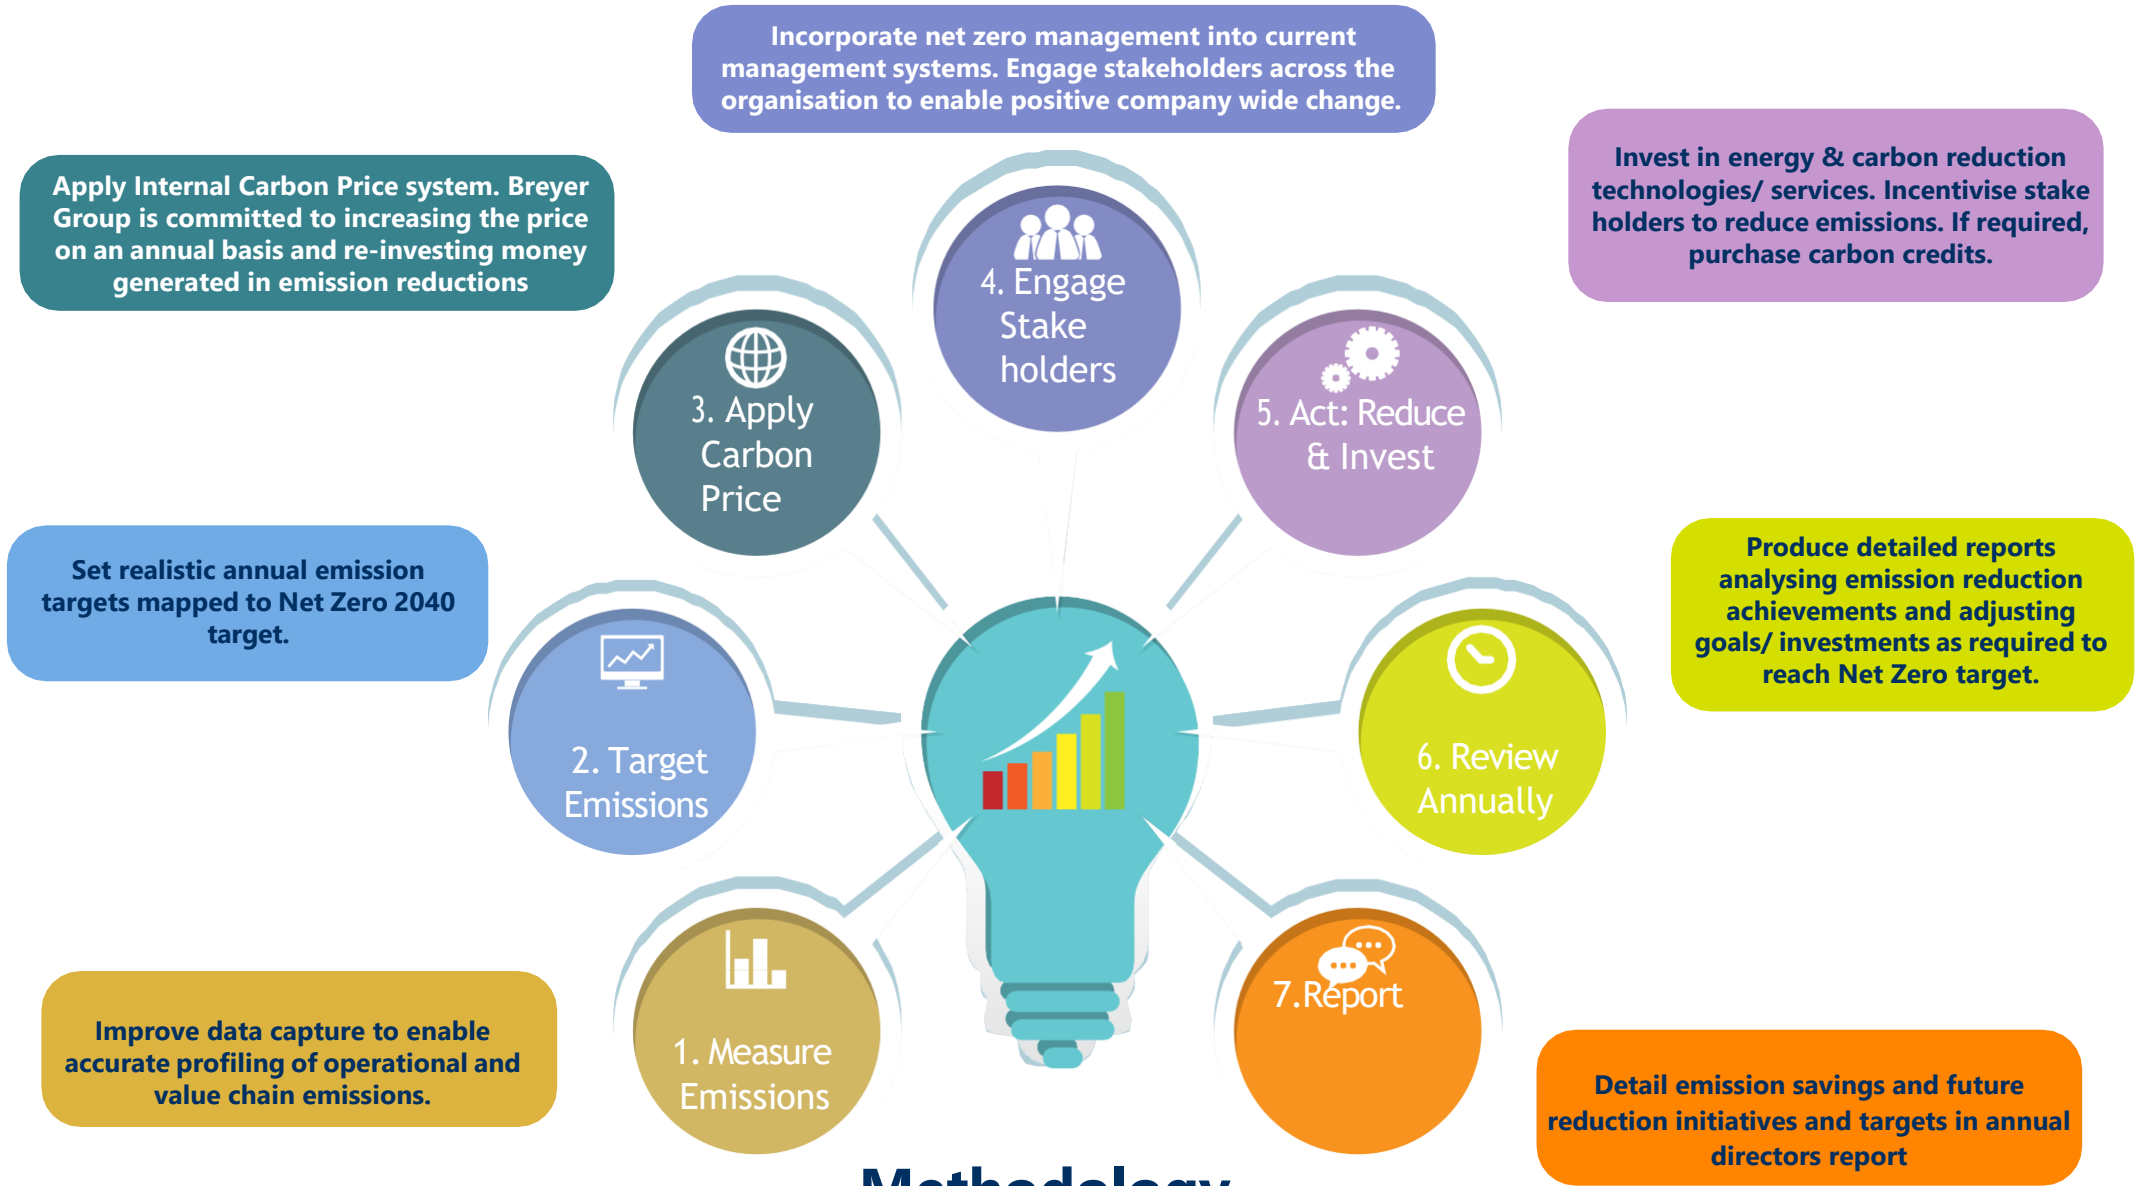 Incorporate net zero management into current
management systems. Engage stakeholders across the
organisation to enable positive company wide change.
Apply Internal Carbon Price system. Breyer
Group is committed to increasing the price
on an annual basis and re-investing money
generated in emission reductions
Invest in energy & carbon reduction
technologies/ services. Incentivise stake
holders to reduce emissions. If required,
purchase carbon credits.
4. Engage
Stake
holders
3. Apply
Carbon
Price
5. Act: Reduce
& Invest
Set realistic annual emission
targets mapped to Net Zero 2040
target.
Produce detailed reports
analysing emission reduction
achievements and adjusting
goals/ investments as required to
reach Net Zero target.
2. Target
Emissions
6. Review
Annually
Improve data capture to enable
accurate profiling of operational and
value chain emissions.
1. Measure
Emissions
7.Report
Detail emission savings and future
reduction initiatives and targets in annual
directors report
Methodology